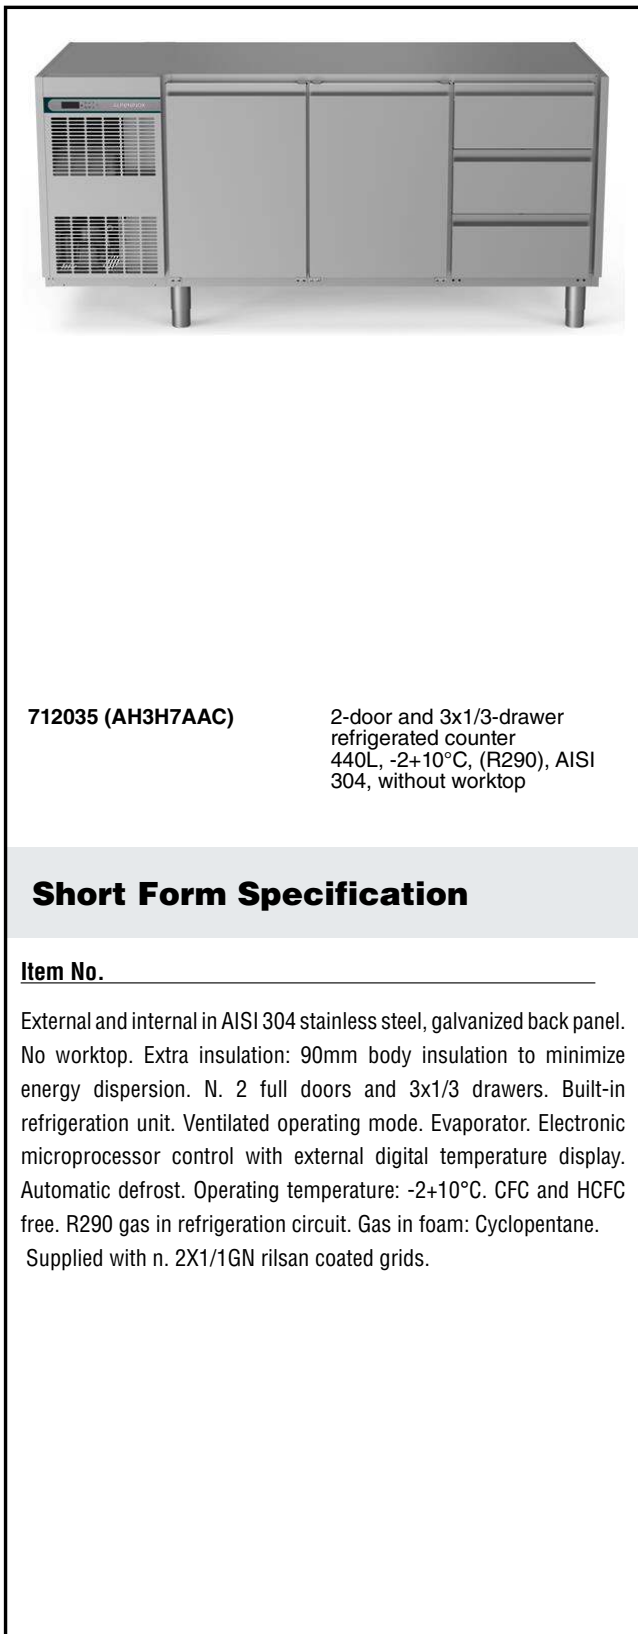 712035 (AH3H7AAC)
2-door and 3x1/3-drawer
refrigerated counter
440L, -2+10°C, (R290), AISI
304, without worktop
Short Form Specification
Item No.
External and internal in AISI 304 stainless steel, galvanized back panel.
No worktop. Extra insulation: 90mm body insulation to minimize
energy dispersion. N. 2 full doors and 3x1/3 drawers. Built-in
refrigeration unit. Ventilated operating mode. Evaporator. Electronic
microprocessor control with external digital temperature display.
Automatic defrost. Operating temperature: -2+10°C. CFC and HCFC
free. R290 gas in refrigeration circuit. Gas in foam: Cyclopentane.
Supplied with n. 2X1/1GN rilsan coated grids.